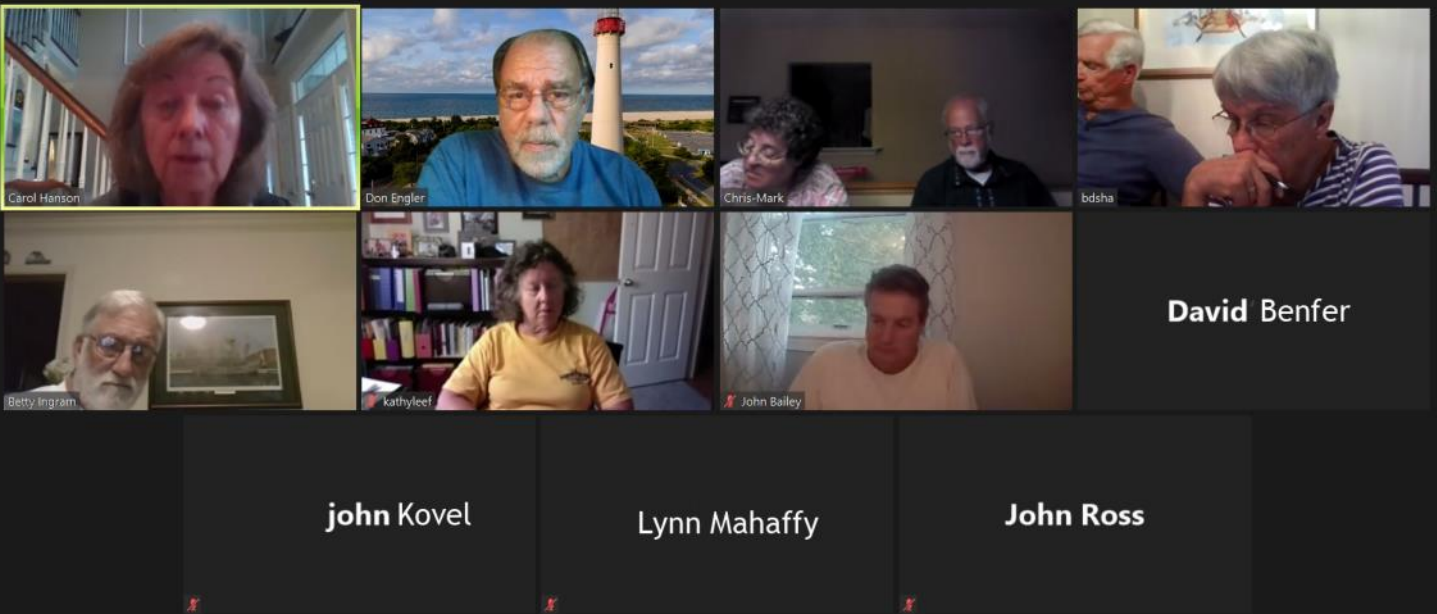 Carol Hanson
Don Engler
Chris-Mark
bdsha
Betty Ingram
kathyleef
John Bailey
David Benfer
john Kovel
Lynn Mahaffy
John Ross